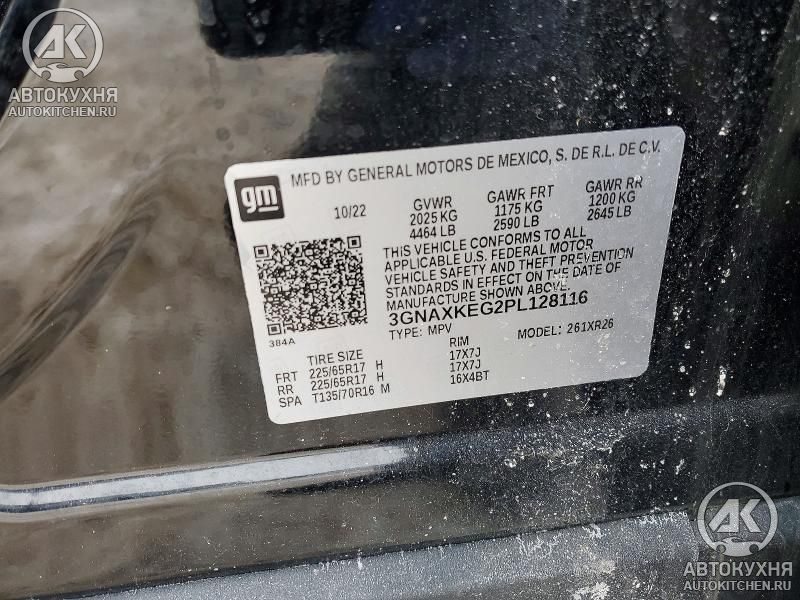 АК
АВТОКУХНЯ
AUTOKITCHEN.RU
gm
MFD BY GENERAL MOTORS DE MEXICO, S. DE R.L. DE C.V.
10/22 GVWR GAWR FRT GAWR RR
2025 KG 1175 KG 1200 KG
4464 LB 2590 LB 2645 LB
THIS VEHICLE CONFORMS TO ALL
APPLICABLE U.S. FEDERAL MOTOR
VEHICLE SAFETY AND THEFT PREVENTION
STANDARDS IN EFFECT ON THE DATE OF
MANUFACTURE SHOWN ABOVE.
3GNAXKEG2PL128116
TYPE: MPV MODEL: 261XR26
384A
TIRE SIZE RIM
FRT 225/65R17 H 17X7J
RR 225/65R17 H 17X7J
SPA T135/70R16 M 16X4BT
АК
АВТОКУХНЯ
AUTOKITCHEN.RU